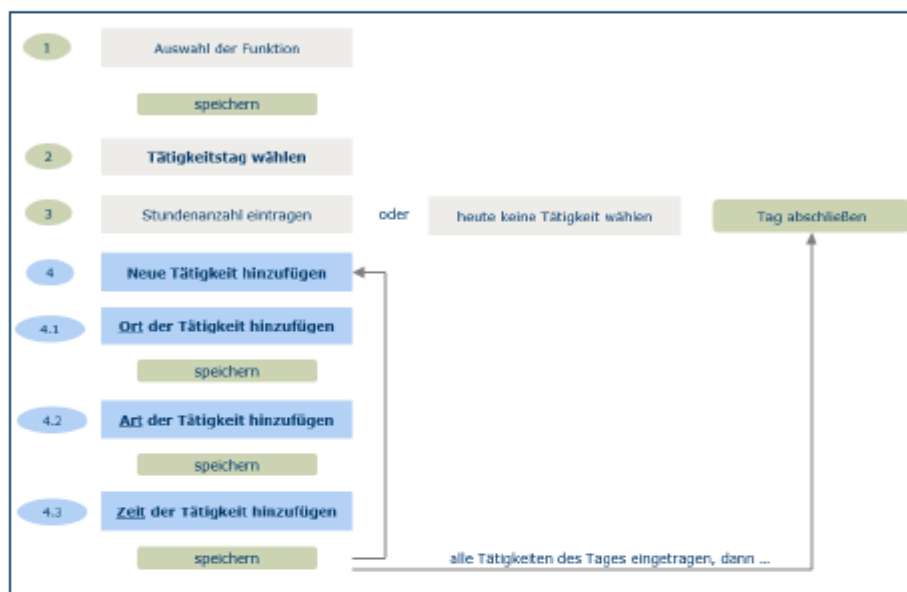 1 Auswahl der Funktion
speichern
2 Tätigkeitstag wählen
3 Stundenanzahl eintragen oder heute keine Tätigkeit wählen Tag abschließen
4 Neue Tätigkeit hinzufügen
4.1 Ort der Tätigkeit hinzufügen
speichern
4.2 Art der Tätigkeit hinzufügen
speichern
4.3 Zeit der Tätigkeit hinzufügen
speichern alle Tätigkeiten des Tages eingetragen, dann ...